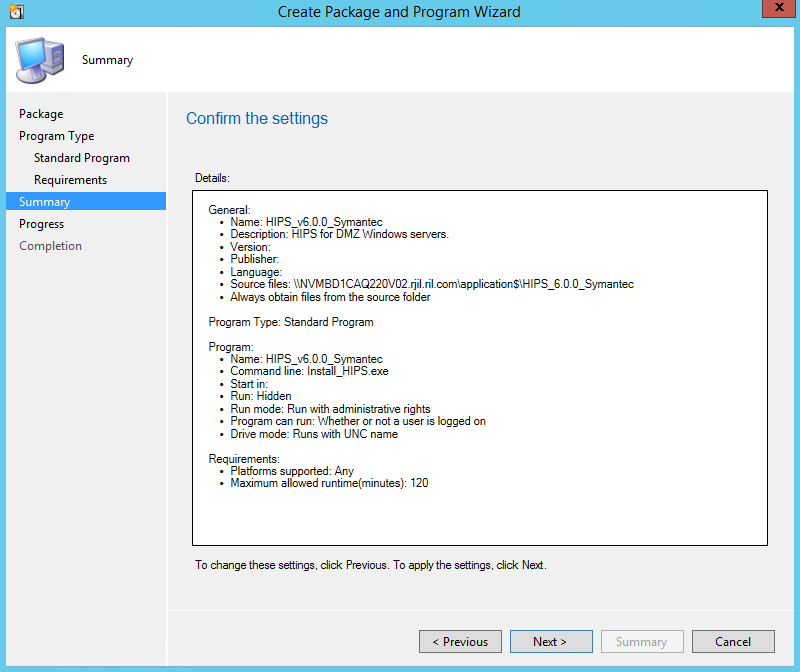 Create Package and Program Wizard
x
Summary
Package
Program Type
Standard Program
Requirements
Summary
Progress
Completion
Confirm the settings
Details:
General:
• Name: HIPS_v6.0.0_Symantec
• Description: HIPS for DMZ Windows servers.
• Version:
• Publisher:
• Language:
• Source files: \\NVMBD1CAQ220V02.rjil.ril.com\application$\HIPS_6.0.0_Symantec
• Always obtain files from the source folder
Program Type: Standard Program
Program:
• Name: HIPS_v6.0.0_Symantec
• Command line: Install_HIPS.exe
• Start in:
• Run: Hidden
• Run mode: Run with administrative rights
• Program can run: Whether or not a user is logged on
• Drive mode: Runs with UNC name
Requirements:
• Platforms supported: Any
• Maximum allowed runtime(minutes): 120
To change these settings, click Previous. To apply the settings, click Next.
< Previous
Next >
Summary
Cancel